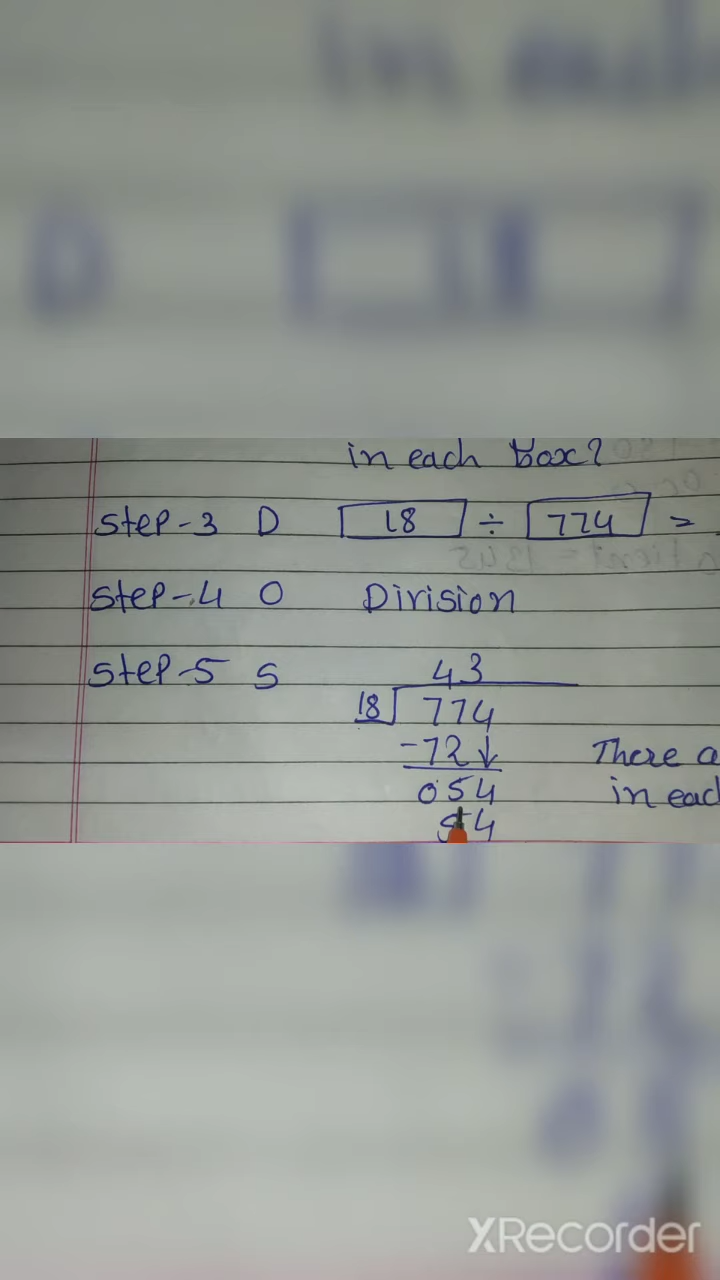 in each box?
Step-3 D 18 ÷ 774 =
Step-4 O Division
Step-5 S 43
18 774
-72↓ There a
054 in eac
54
XRecorder